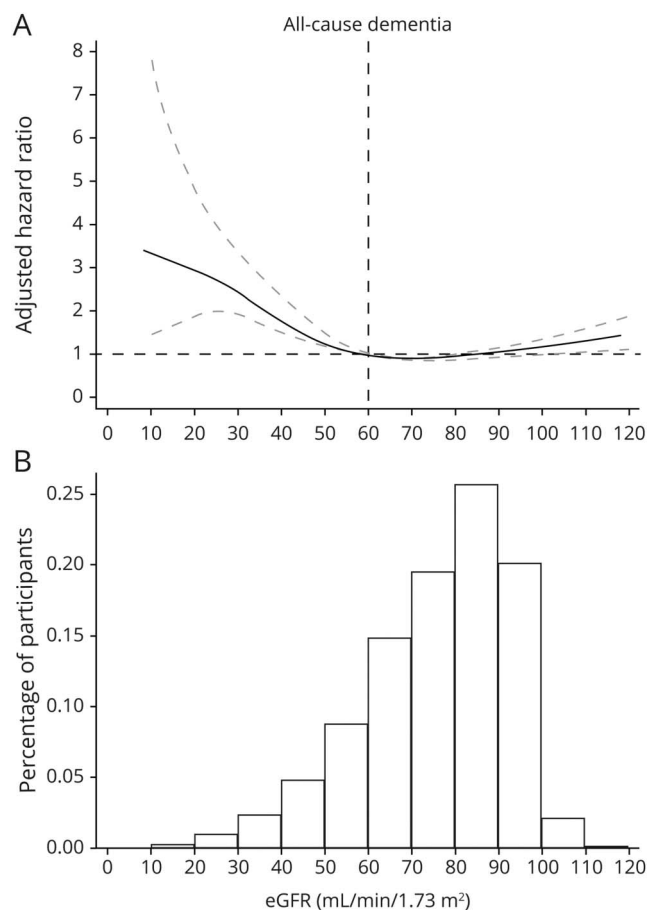 A
All-cause dementia
Adjusted hazard ratio
8
7
6
5
4
3
2
1
0
0 10 20 30 40 50 60 70 80 90 100 110 120
B
Percentage of participants
0.25
0.20
0.15
0.10
0.05
0.00
0 10 20 30 40 50 60 70 80 90 100 110 120
eGFR (mL/min/1.73 m²)